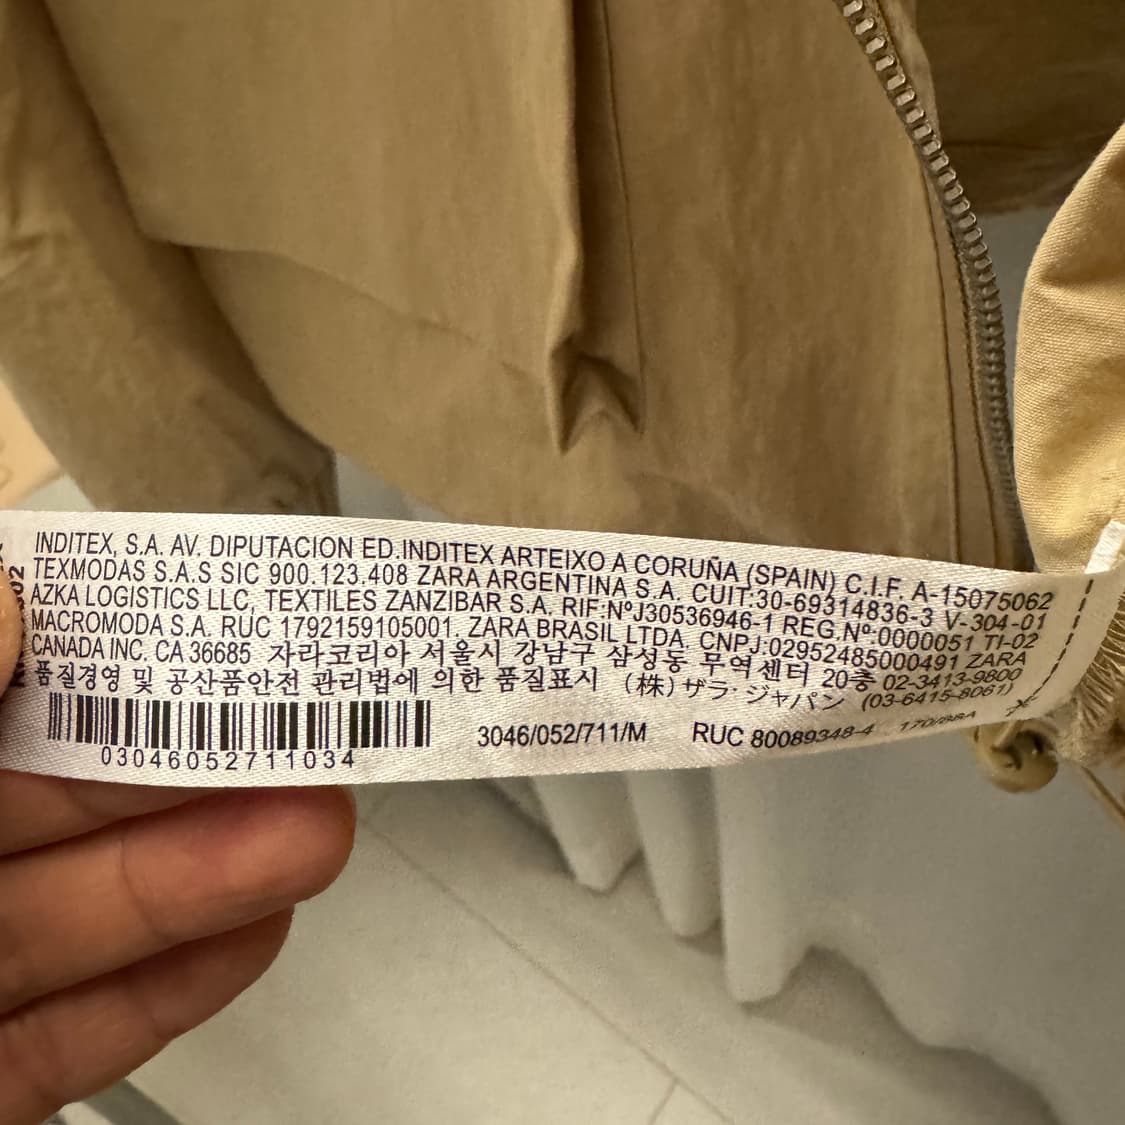 INDITEX, S.A. AV. DIPUTACION ED.INDITEX ARTEIXO A CORUÑA (SPAIN) C.I.F. A-15075062
TEXMODAS S.A.S SIC 900.123.408 ZARA ARGENTINA S.A. CUIT:30-69314836-3 V-304-01
AZKA LOGISTICS LLC, TEXTILES ZANZIBAR S.A. RIF:NºJ30536946-1 REG.Nº:0000051 TI-02
MACROMODA S.A. RUC 1792159105001. ZARA BRASIL LTDA. CNPJ:02952485000491 ZARA
CANADA INC. CA 36685 자라코리아 서울시 강남구 삼성동 무역센터 20층 02-3413-9800
품질경영 및 공산품안전 관리법에 의한 품질표시 (株)ザラ・ジャパン (03-6415-8061)
3046/052/711/M RUC 80089348-4 170/88A
03046052711034